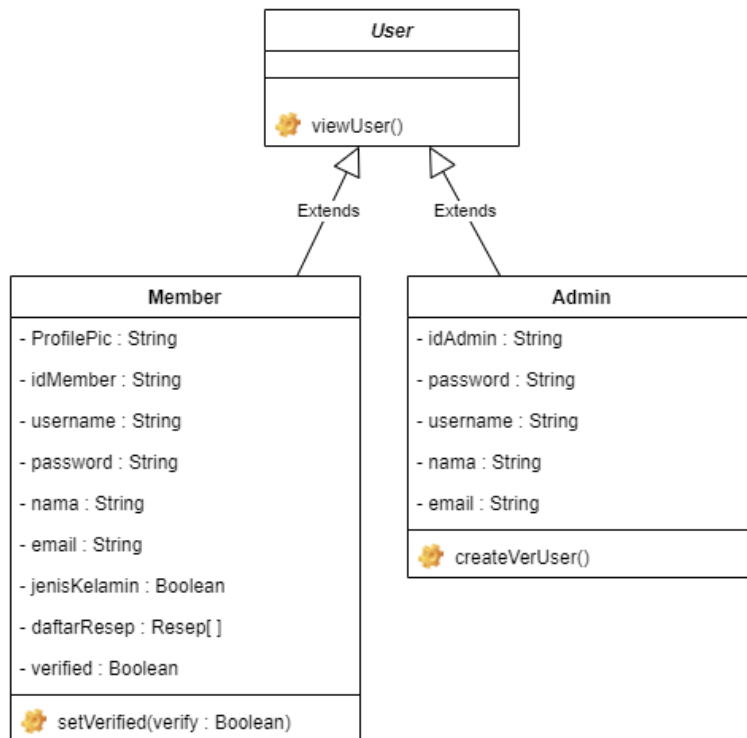 User
viewUser()
Extends
Extends
Member
- ProfilePic : String
- idMember : String
- username : String
- password : String
- nama : String
- email : String
- jenisKelamin : Boolean
- daftarResep : Resep[ ]
- verified : Boolean
setVerified(verify : Boolean)
Admin
- idAdmin : String
- password : String
- username : String
- nama : String
- email : String
createVerUser()